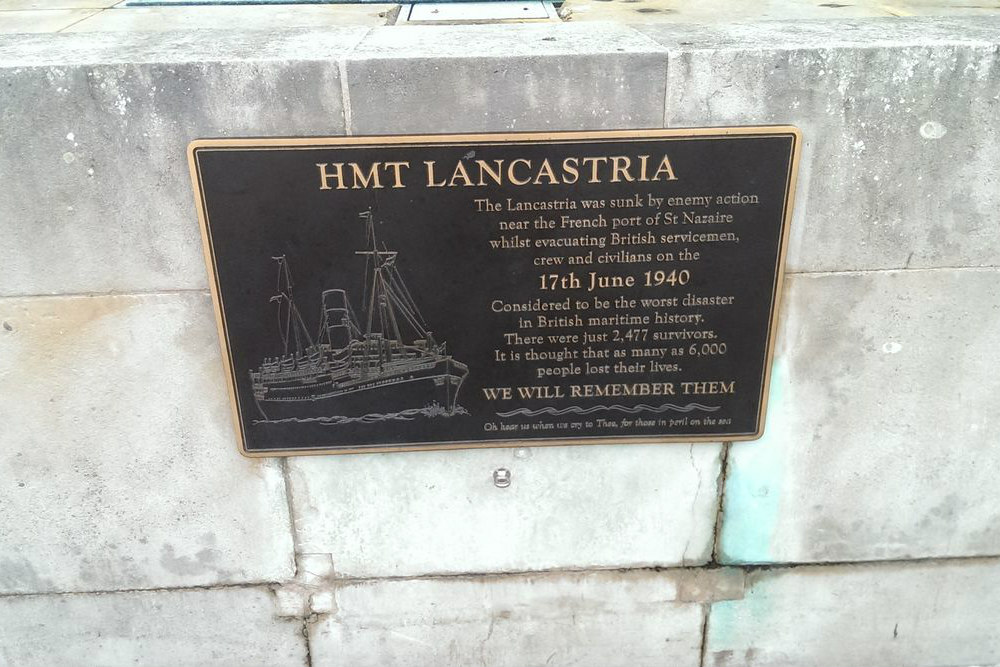 HMT LANCASTRIA
The Lancastria was sunk by enemy action
near the French port of St Nazaire
whilst evacuating British servicemen,
crew and civilians on the
17th June 1940
Considered to be the worst disaster
in British maritime history.
There were just 2,477 survivors.
It is thought that as many as 6,000
people lost their lives.
WE WILL REMEMBER THEM
Oh hear us when we cry to Thee, for those in peril on the sea